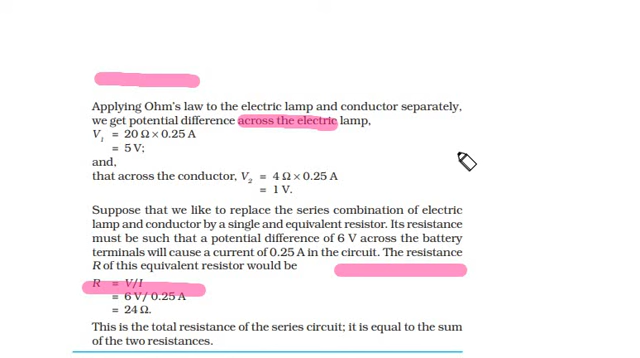 Applying Ohm's law to the electric lamp and conductor separately,
we get potential difference across the electric lamp,
V₁ = 20 Ω × 0.25 A
= 5 V;
and,
that across the conductor, V₂ = 4 Ω × 0.25 A
= 1 V.
Suppose that we like to replace the series combination of electric
lamp and conductor by a single and equivalent resistor. Its resistance
must be such that a potential difference of 6 V across the battery
terminals will cause a current of 0.25 A in the circuit. The resistance
R of this equivalent resistor would be
R = V/I
= 6 V/ 0.25 A
= 24 Ω.
This is the total resistance of the series circuit; it is equal to the sum
of the two resistances.